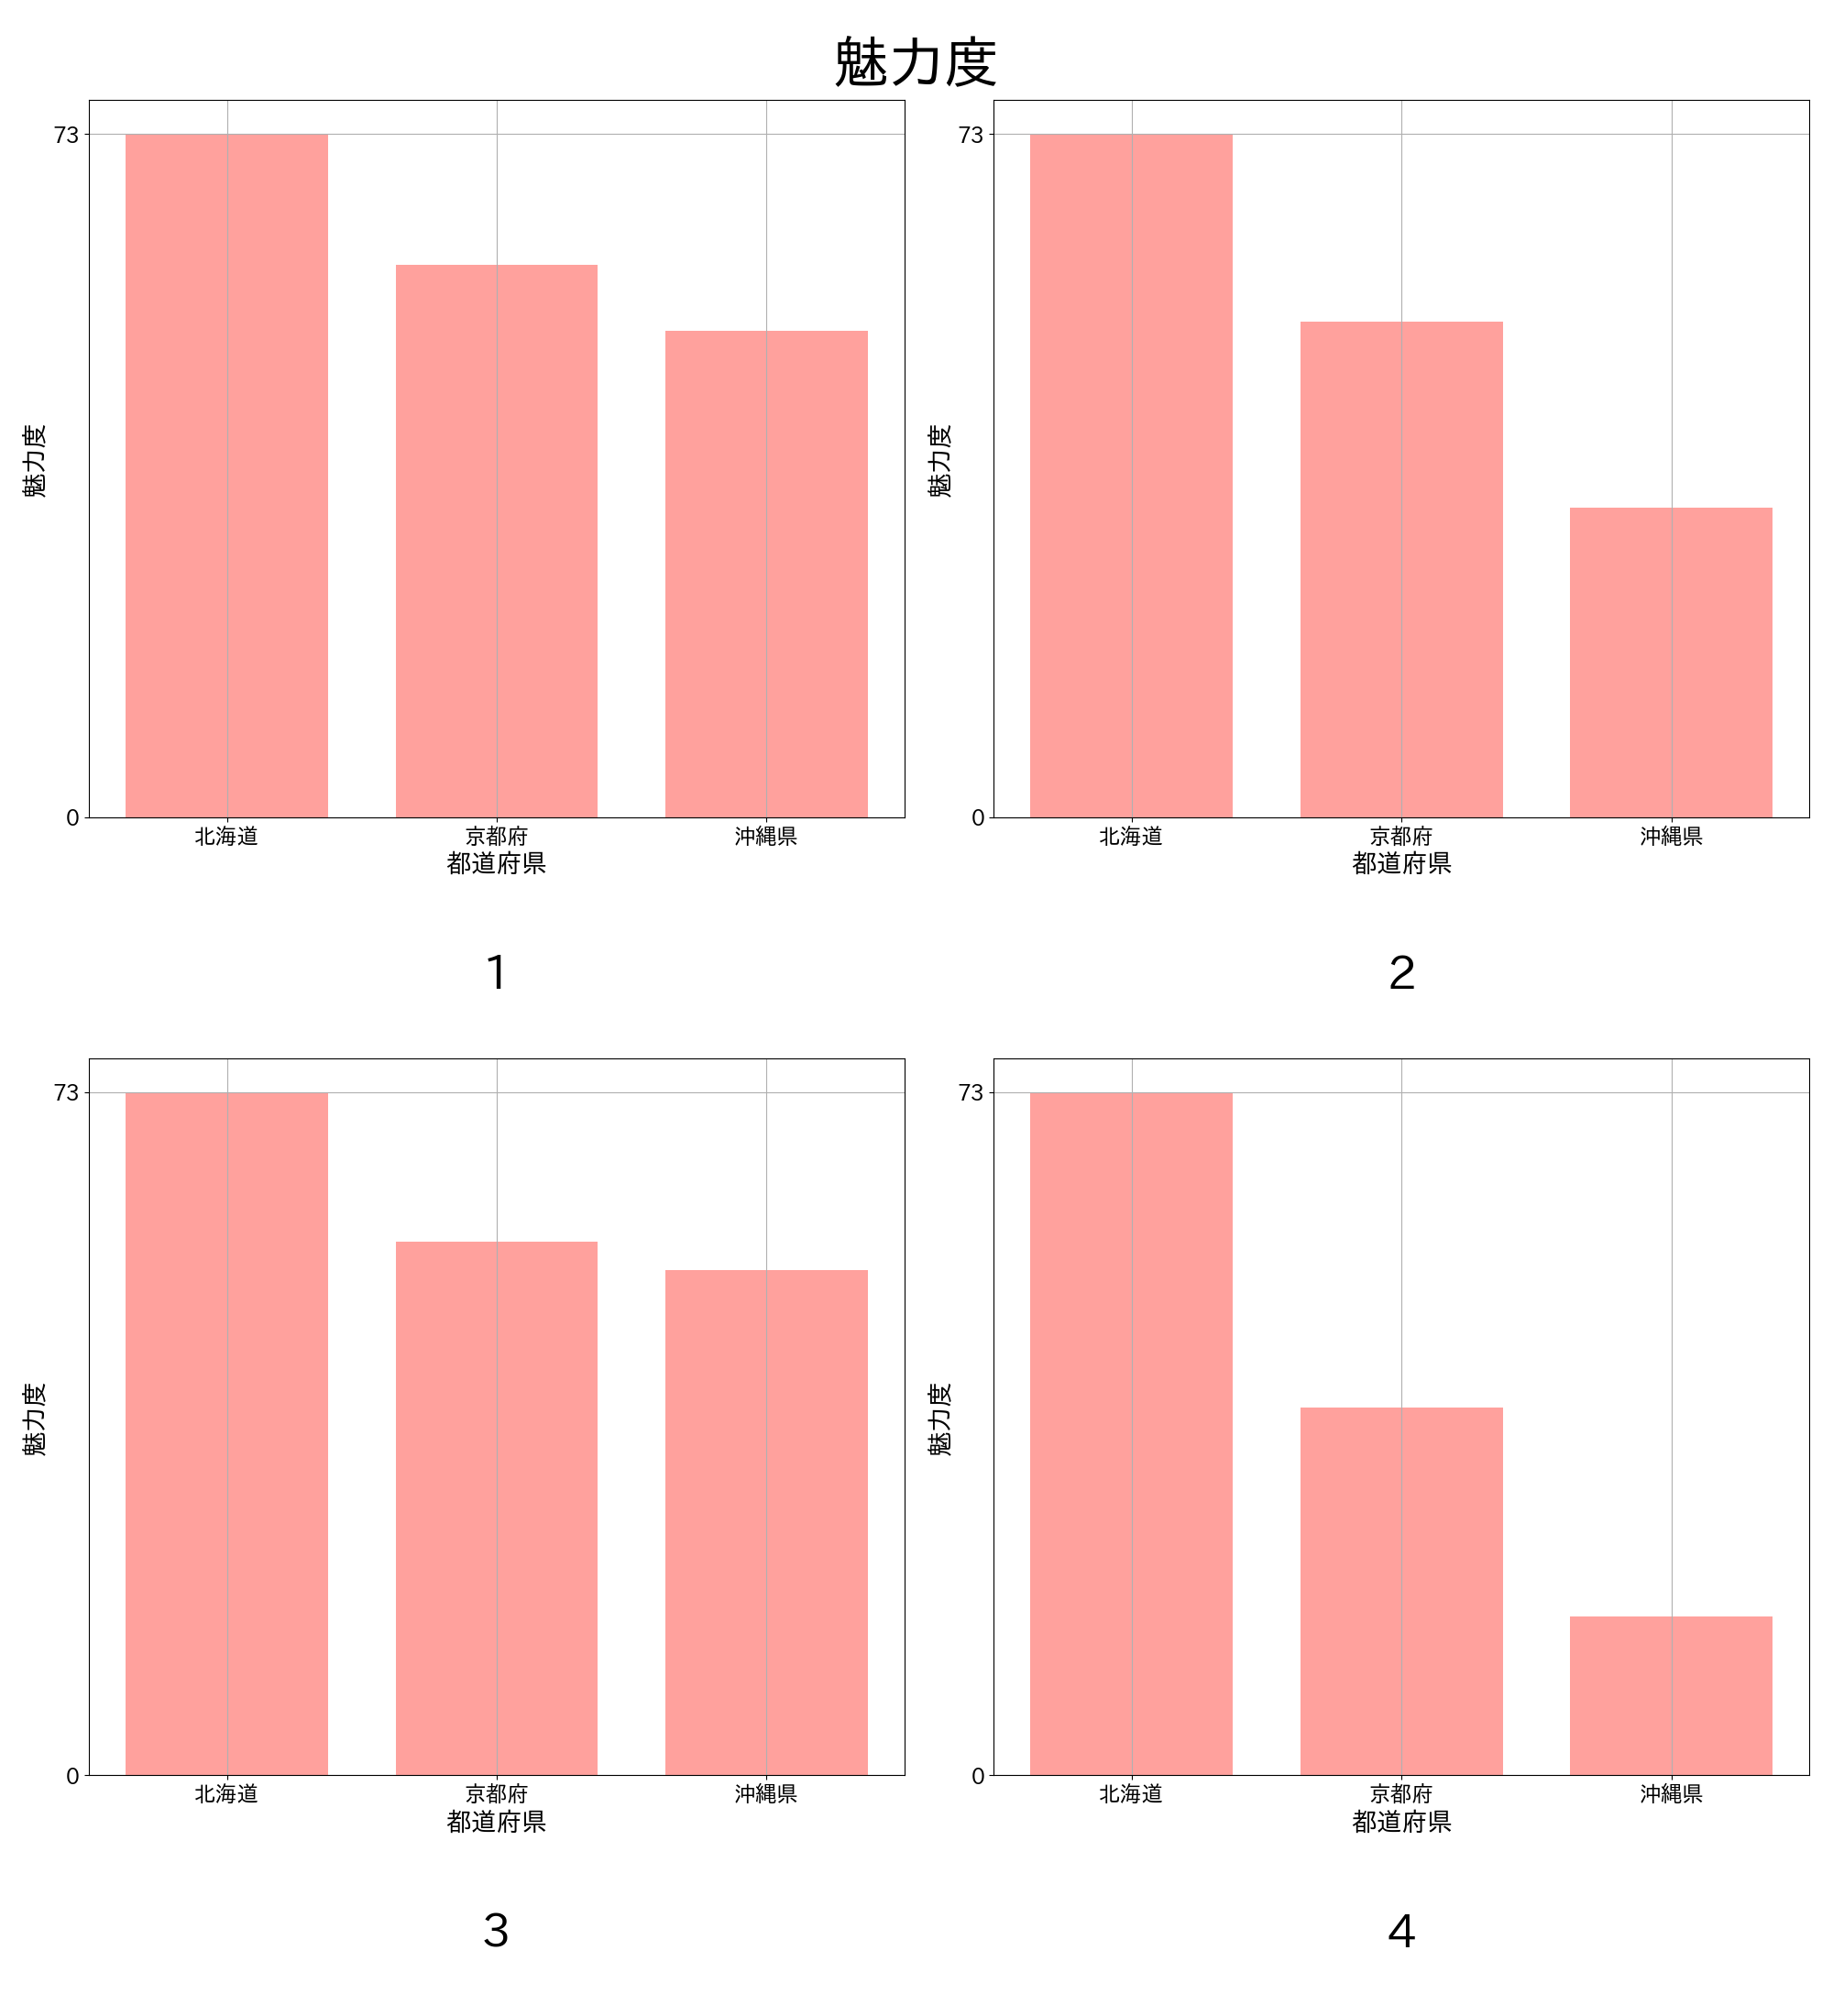 魅力度
73
0
魅力度
北海道 京都府 沖縄県
都道府県
1
73
0
魅力度
北海道 京都府 沖縄県
都道府県
2
73
0
魅力度
北海道 京都府 沖縄県
都道府県
3
73
0
魅力度
北海道 京都府 沖縄県
都道府県
4